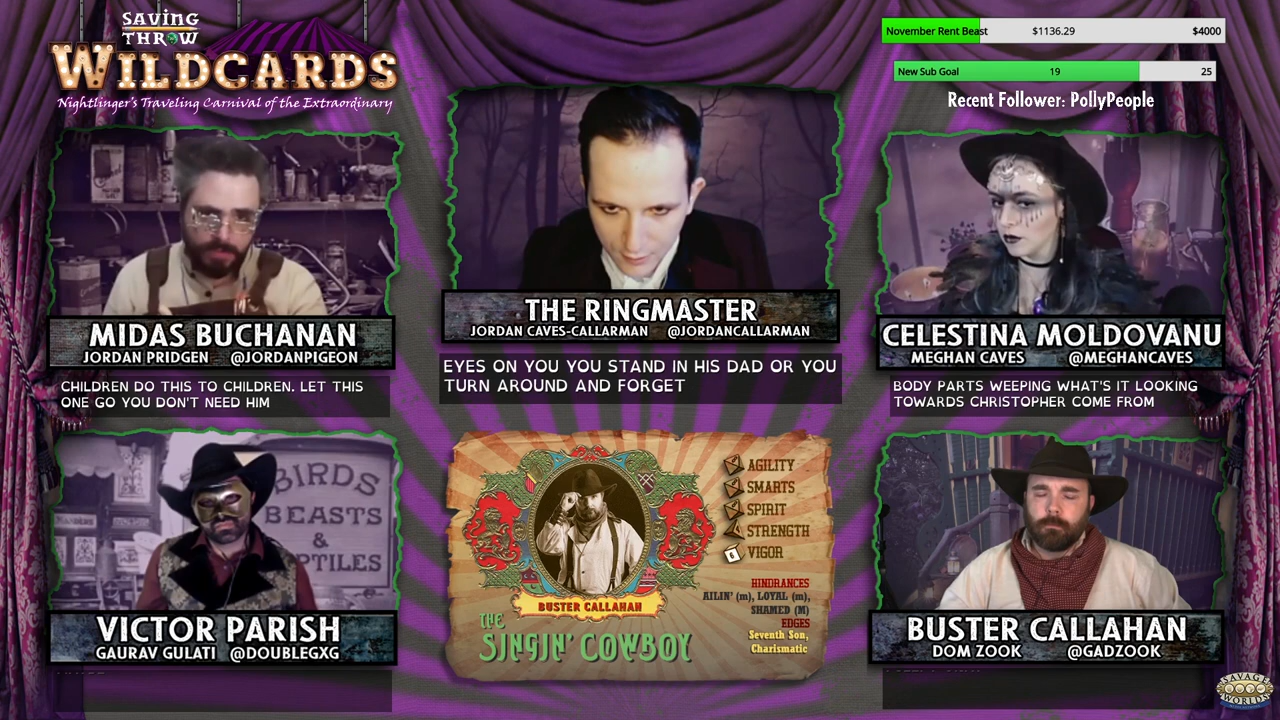 SAVING
THROW
WILDCARDS
Nightlinger's Traveling Carnival of the Extraordinary
November Rent Beast $1136.29 $4000
New Sub Goal 19 25
Recent Follower: PollyPeople
MIDAS BUCHANAN
JORDAN PRIDGEN @JORDANPIGEON
CHILDREN DO THIS TO CHILDREN. LET THIS
ONE GO YOU DON'T NEED HIM
THE RINGMASTER
JORDAN CAVES-CALLARMAN @JORDANCALLARMAN
EYES ON YOU YOU STAND IN HIS DAD OR YOU
TURN AROUND AND FORGET
CELESTINA MOLDOVANU
MEGHAN CAVES @MEGHANCAVES
BODY PARTS WEEPING WHAT'S IT LOOKING
TOWARDS CHRISTOPHER COME FROM
BIRDS
BEASTS
&
PTILES
VICTOR PARISH
GAURAV GULATI @DOUBLEGXG
AGILITY
SMARTS
SPIRIT
STRENGTH
6 VIGOR
HINDRANCES
AILIN' (m), LOYAL (m),
SHAMED (M)
EDGES
Seventh Son,
Charismatic
BUSTER CALLAHAN
THE
SINGIN' COWBOY
BUSTER CALLAHAN
DOM ZOOK @GADZOOK
SAVAGE
WORLDS